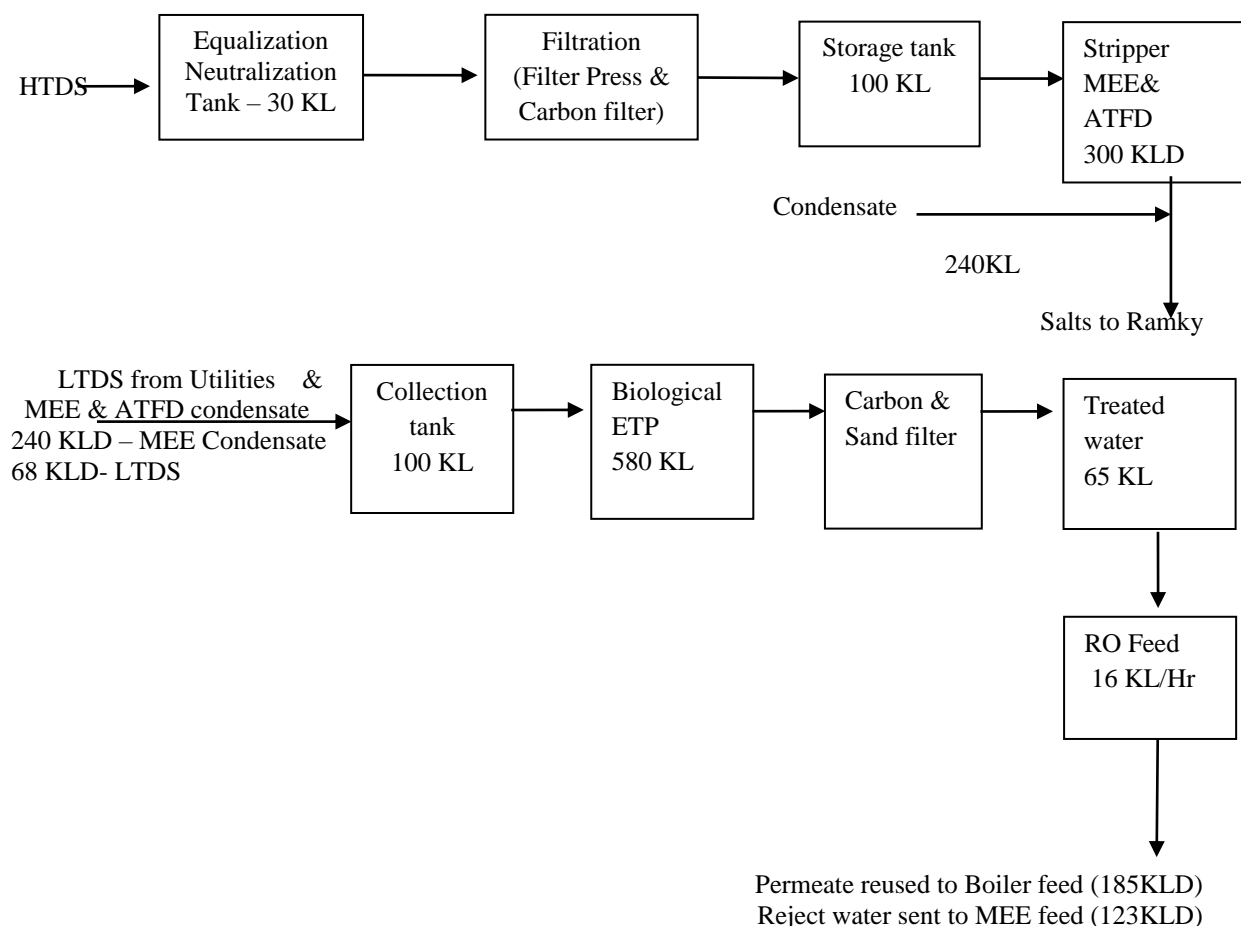 HTDS
Equalization
Neutralization
Tank – 30 KL
Filtration
(Filter Press &
Carbon filter)
Storage tank
100 KL
Stripper
MEE&
ATFD
300 KLD
Condensate
240KL
Salts to Ramky
LTDS from Utilities &
MEE & ATFD condensate
240 KLD – MEE Condensate
68 KLD- LTDS
Collection
tank
100 KL
Biological
ETP
580 KL
Carbon &
Sand filter
Treated
water
65 KL
RO Feed
16 KL/Hr
Permeate reused to Boiler feed (185KLD)
Reject water sent to MEE feed (123KLD)